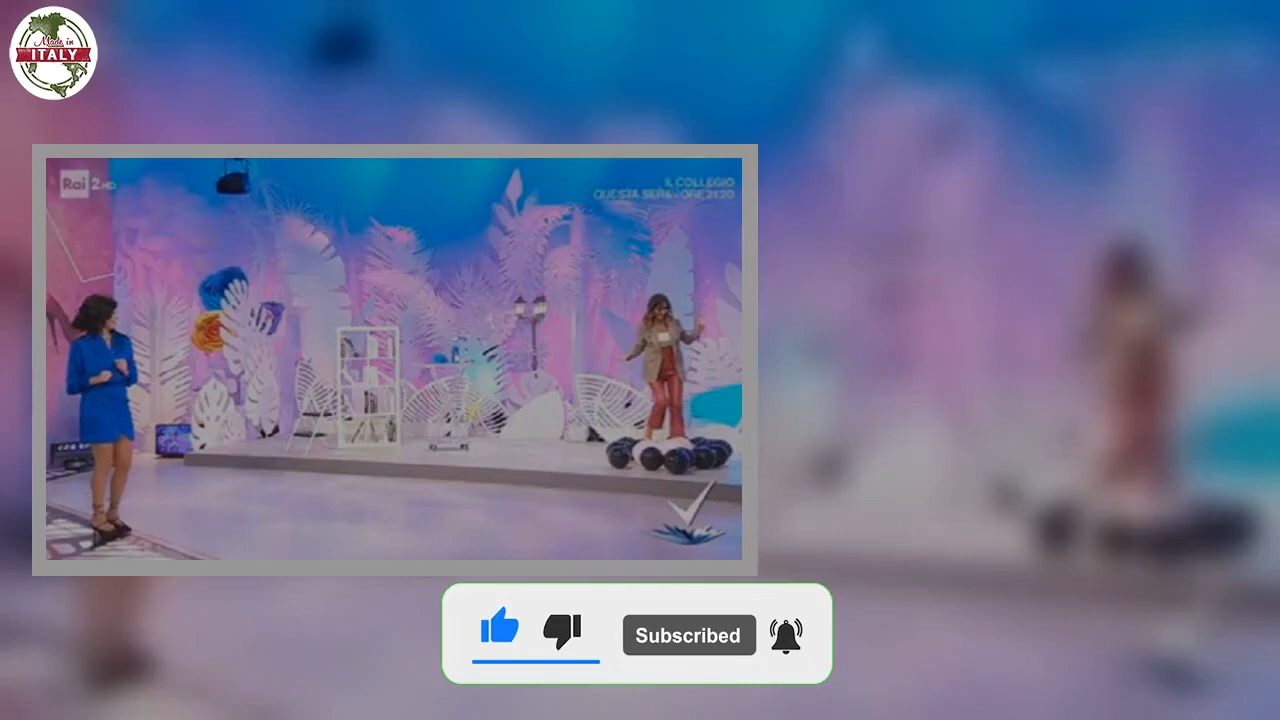 Made in
ITALY
Rai 2 HD
IL COLLEGIO
QUESTA SERA - ORE 21:20
Subscribed